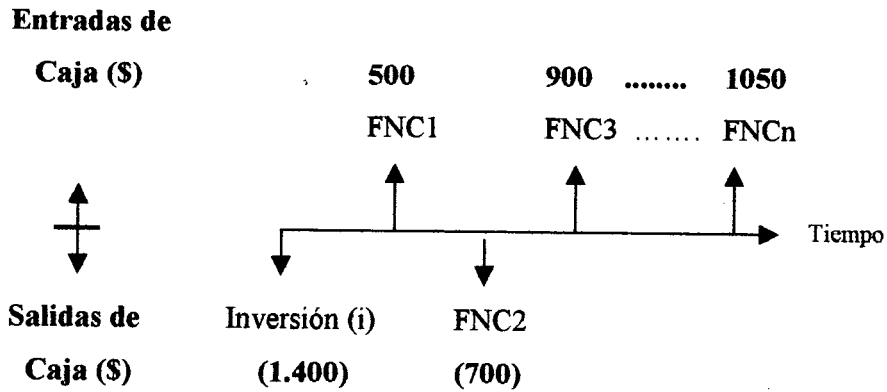 Entradas de
Caja ($) 500 900 ........ 1050
FNC1 FNC3 ....... FNCn
Tiempo
Salidas de Inversión (i) FNC2
Caja ($) (1.400) (700)